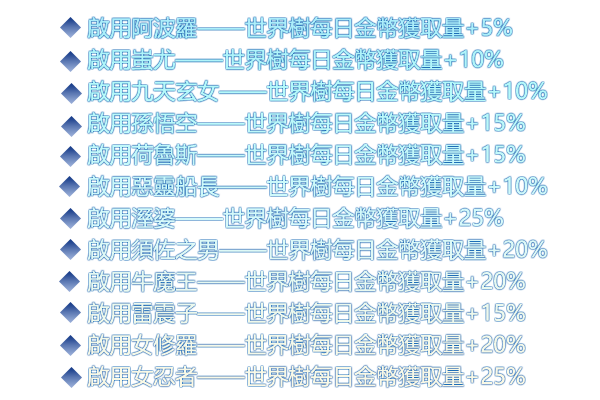 啟用阿波羅——世界樹每日金幣獲取量+5%
啟用蚩尤——世界樹每日金幣獲取量+10%
啟用九天玄女——世界樹每日金幣獲取量+10%
啟用孫悟空——世界樹每日金幣獲取量+15%
啟用荷魯斯——世界樹每日金幣獲取量+15%
啟用惡靈船長——世界樹每日金幣獲取量+10%
啟用溼婆——世界樹每日金幣獲取量+25%
啟用須佐之男——世界樹每日金幣獲取量+20%
啟用牛魔王——世界樹每日金幣獲取量+20%
啟用雷震子——世界樹每日金幣獲取量+15%
啟用女修羅——世界樹每日金幣獲取量+20%
啟用女忍者——世界樹每日金幣獲取量+25%